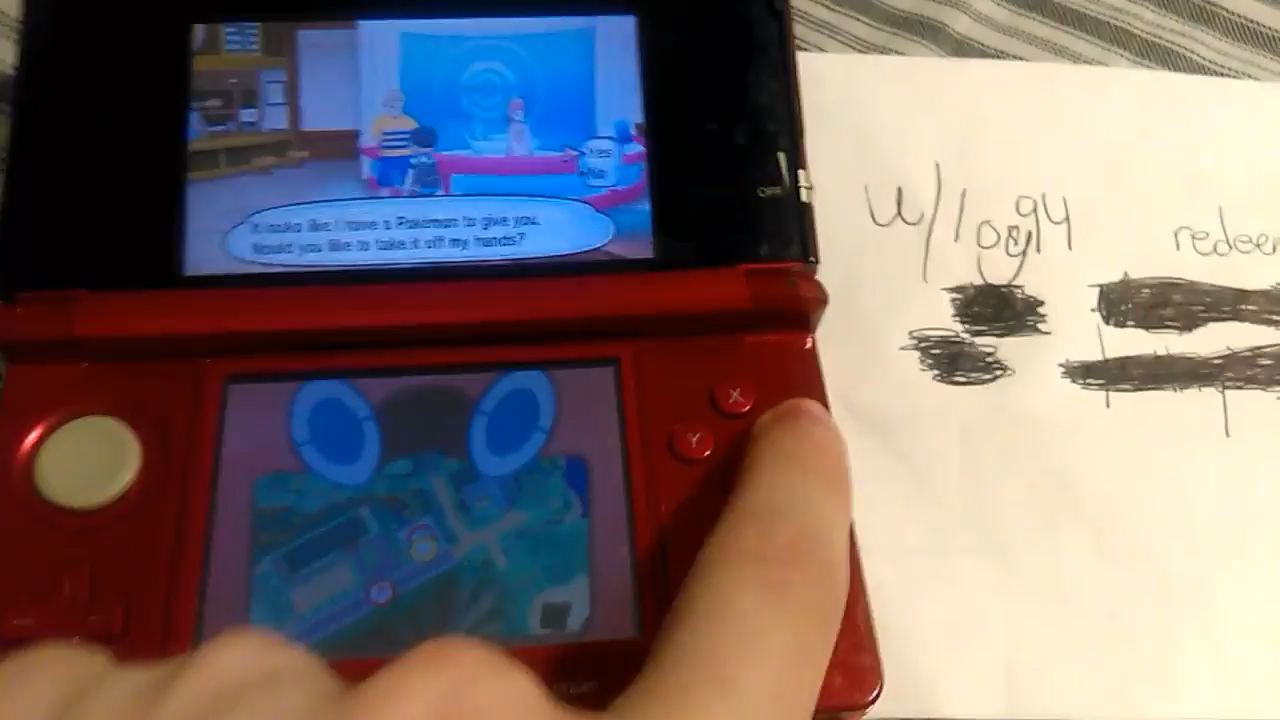 Yes
No
It looks like I have a Pokémon to give you.
Would you like to take it off my hands?
OFF
X
Y
redeem